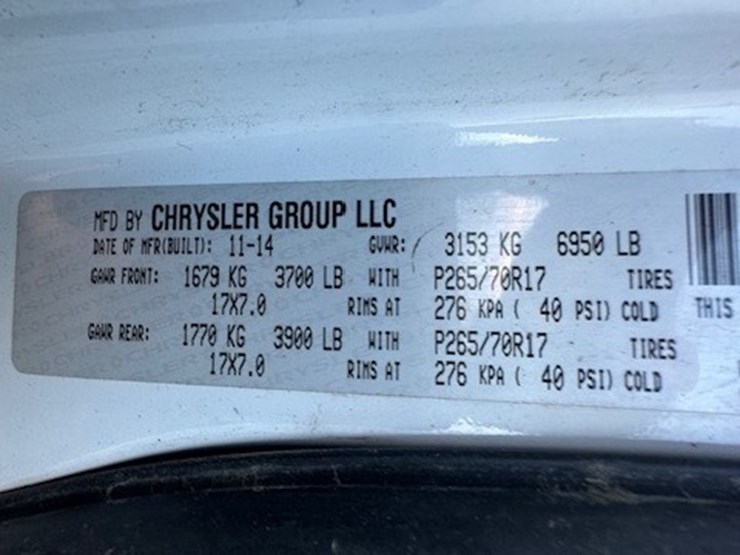 MFD BY CHRYSLER GROUP LLC
DATE OF MFR(BUILT): 11-14 GVWR: 3153 KG 6950 LB
GAWR FRONT: 1679 KG 3700 LB WITH P265/70R17 TIRES
17X7.0 RIMS AT 276 KPA ( 40 PSI) COLD THIS
GAWR REAR: 1770 KG 3900 LB WITH P265/70R17 TIRES
17X7.0 RIMS AT 276 KPA ( 40 PSI) COLD